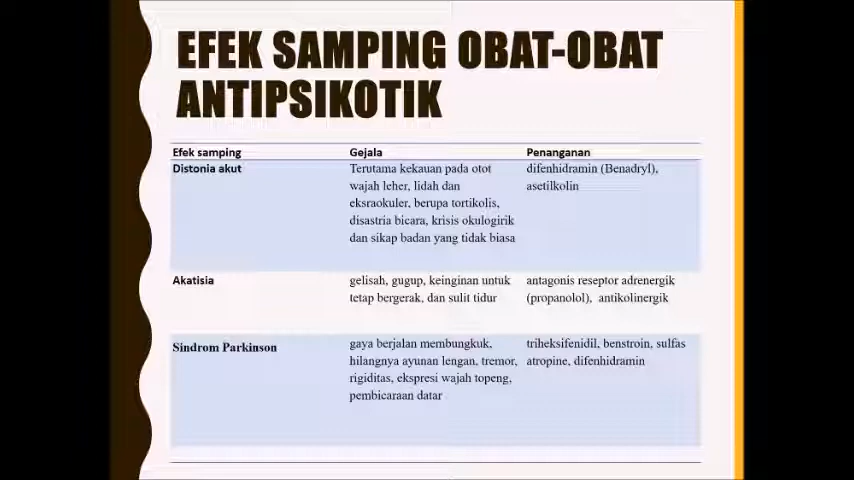 EFEK SAMPING OBAT-OBAT
ANTIPSIKOTIK
Efek samping Gejala Penanganan
Distonia akut
Terutama kekauan pada otot
wajah leher, lidah dan
eksraokuler, berupa tortikolis,
disastria bicara, krisis okulogirik
dan sikap badan yang tidak biasa
difenhidramin (Benadryl),
asetilkolin
Akatisia
gelisah, gugup, keinginan untuk
tetap bergerak, dan sulit tidur
antagonis reseptor adrenergik
(propanolol), antikolinergik
Sindrom Parkinson
gaya berjalan membungkuk,
hilangnya ayunan lengan, tremor,
rigiditas, ekspresi wajah topeng,
pembicaraan datar
triheksifenidil, benstroin, sulfas
atropine, difenhidramin